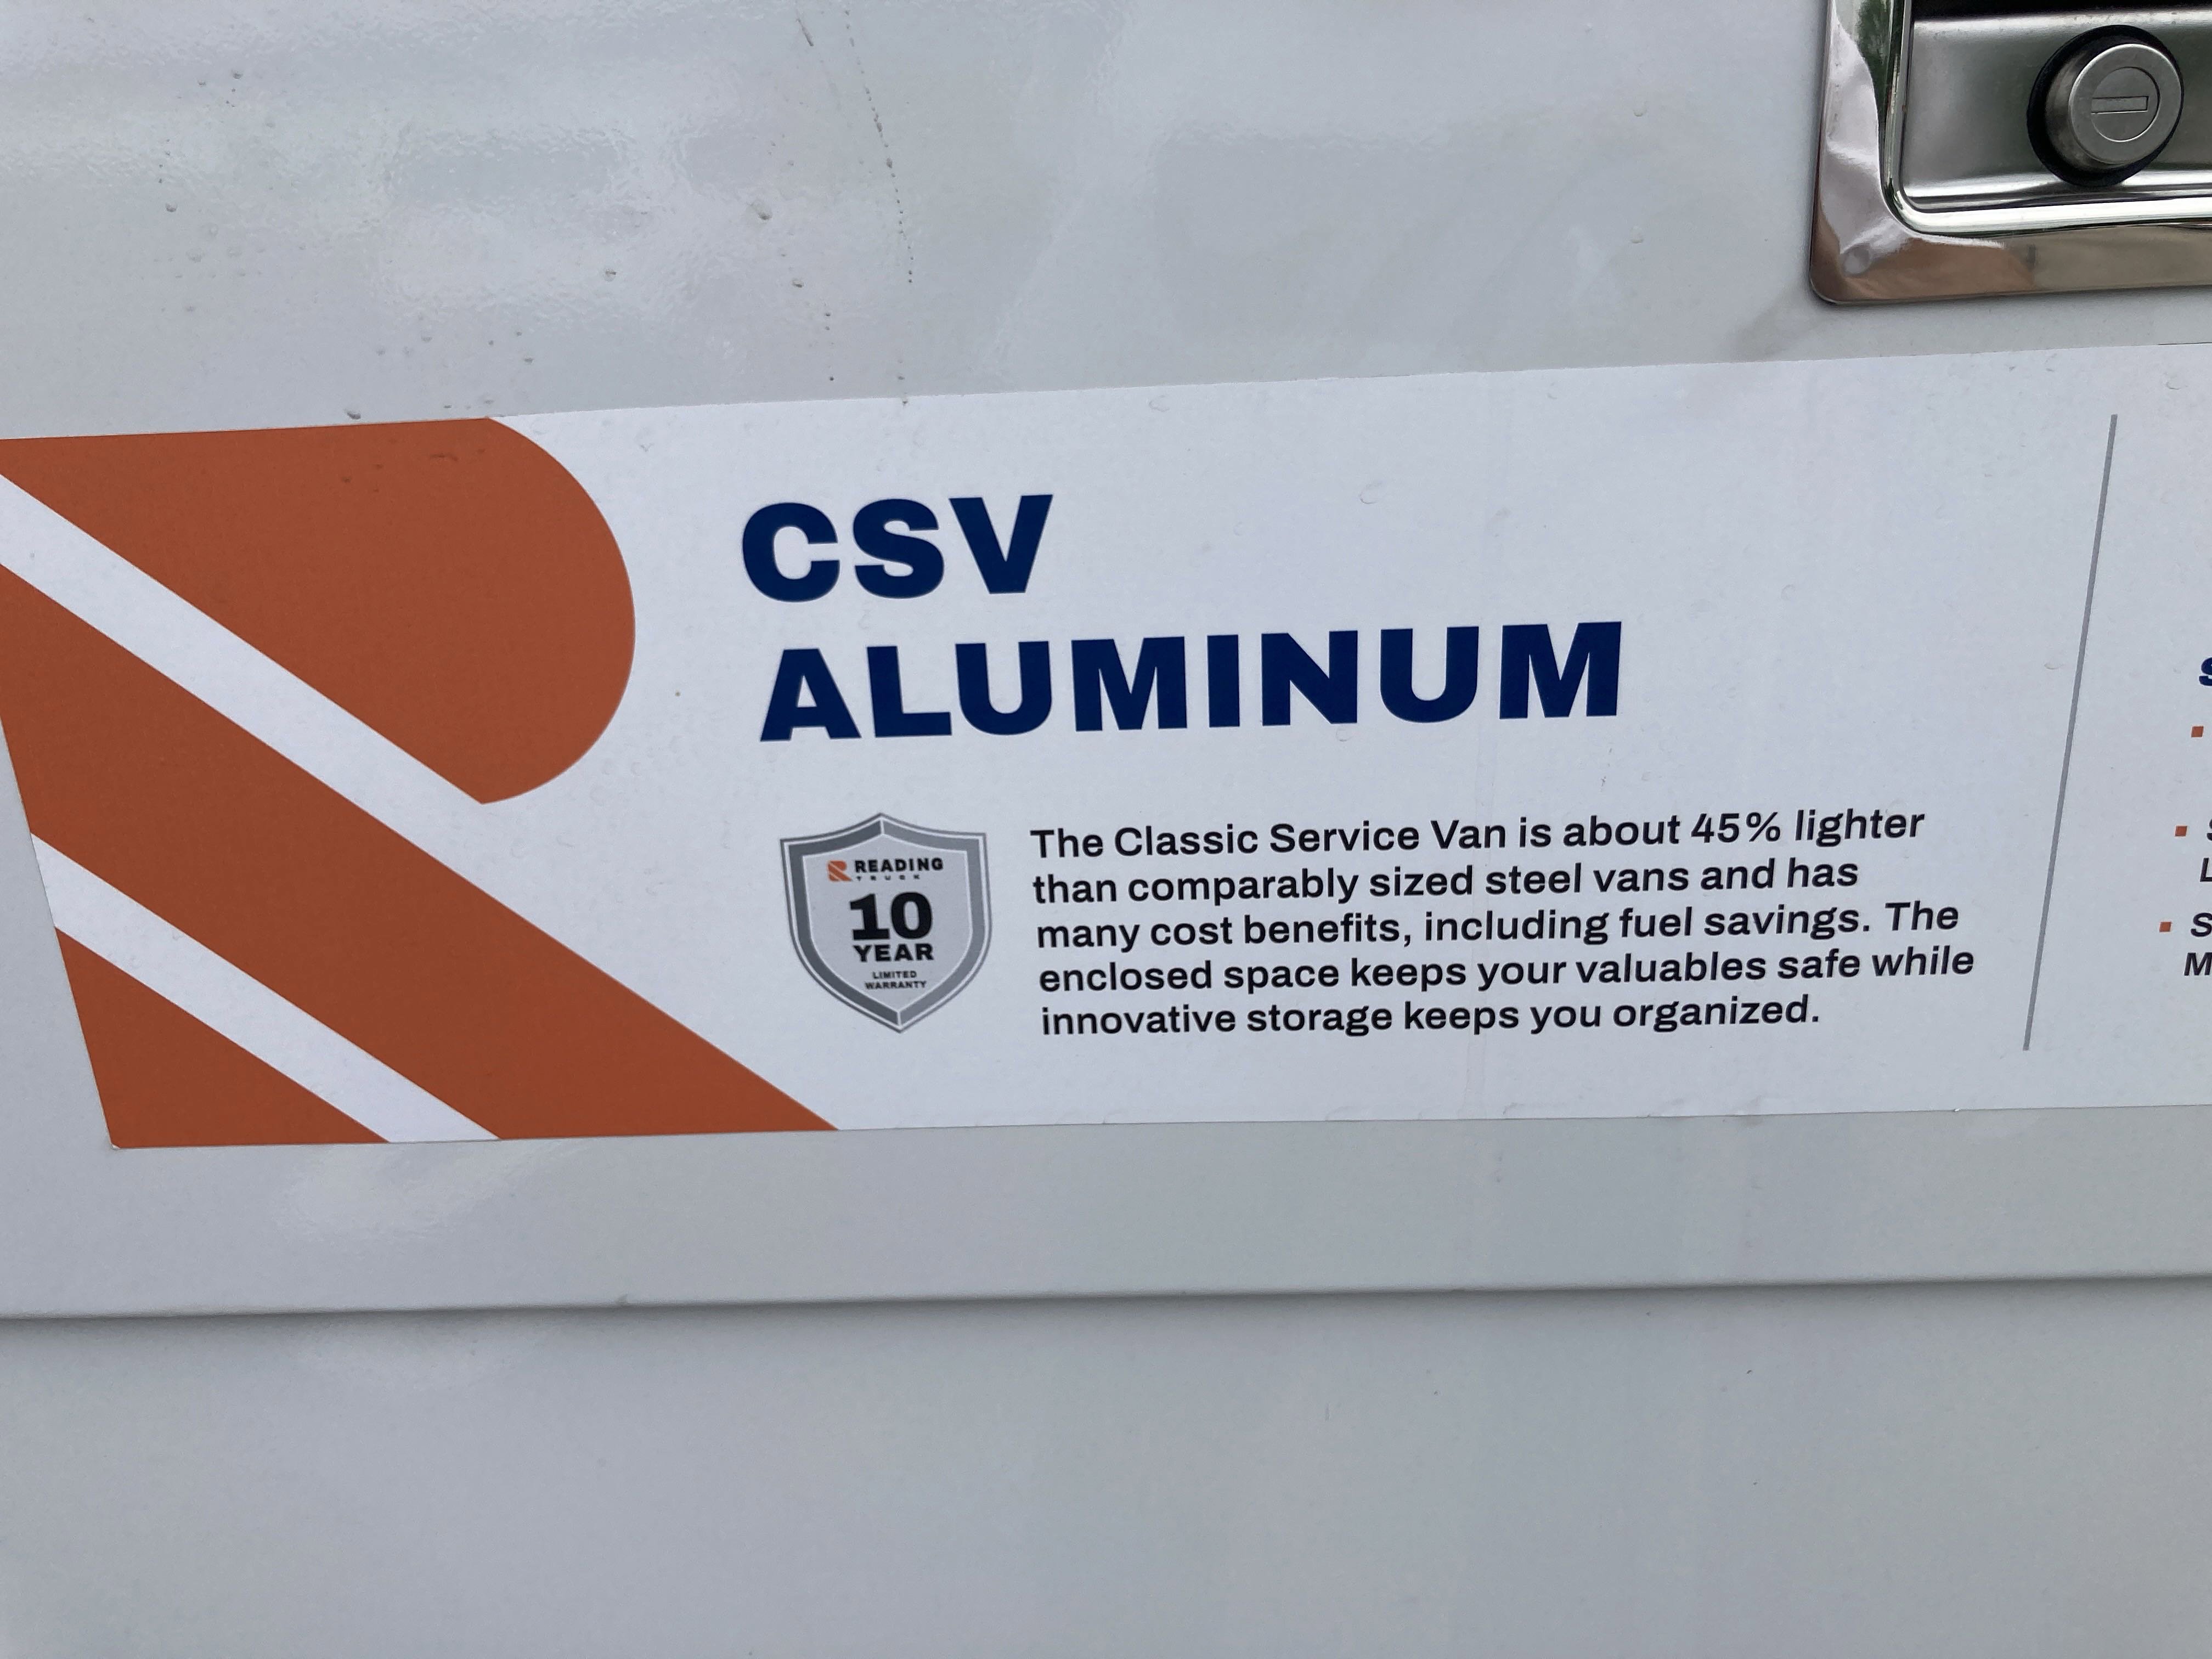 CSV
ALUMINUM
READING
TRUCK
10
YEAR
LIMITED
WARRANTY
The Classic Service Van is about 45% lighter
than comparably sized steel vans and has
many cost benefits, including fuel savings. The
enclosed space keeps your valuables safe while
innovative storage keeps you organized.